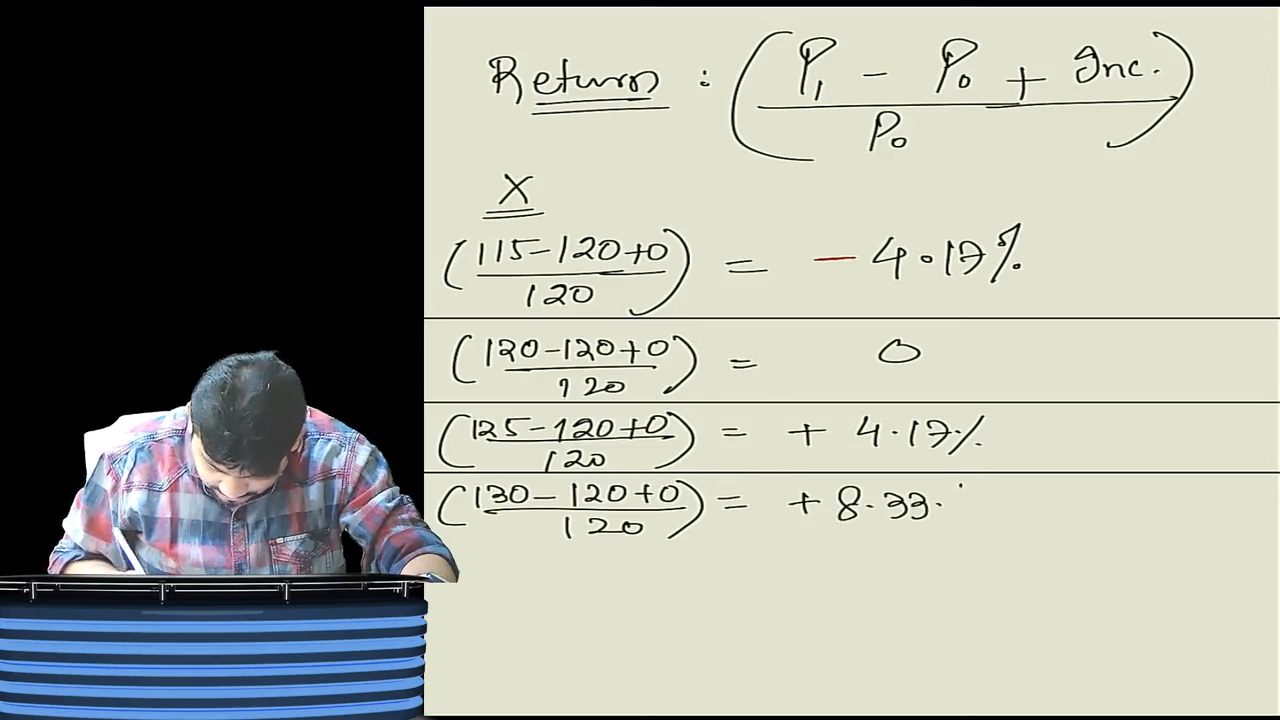 Return : (P₁ - P₀ + Inc. / P₀)
X
(115-120+0 / 120) = - 4.17%
(120-120+0 / 120) = 0
(125-120+0 / 120) = + 4.17%
(130-120+0 / 120) = + 8.33.